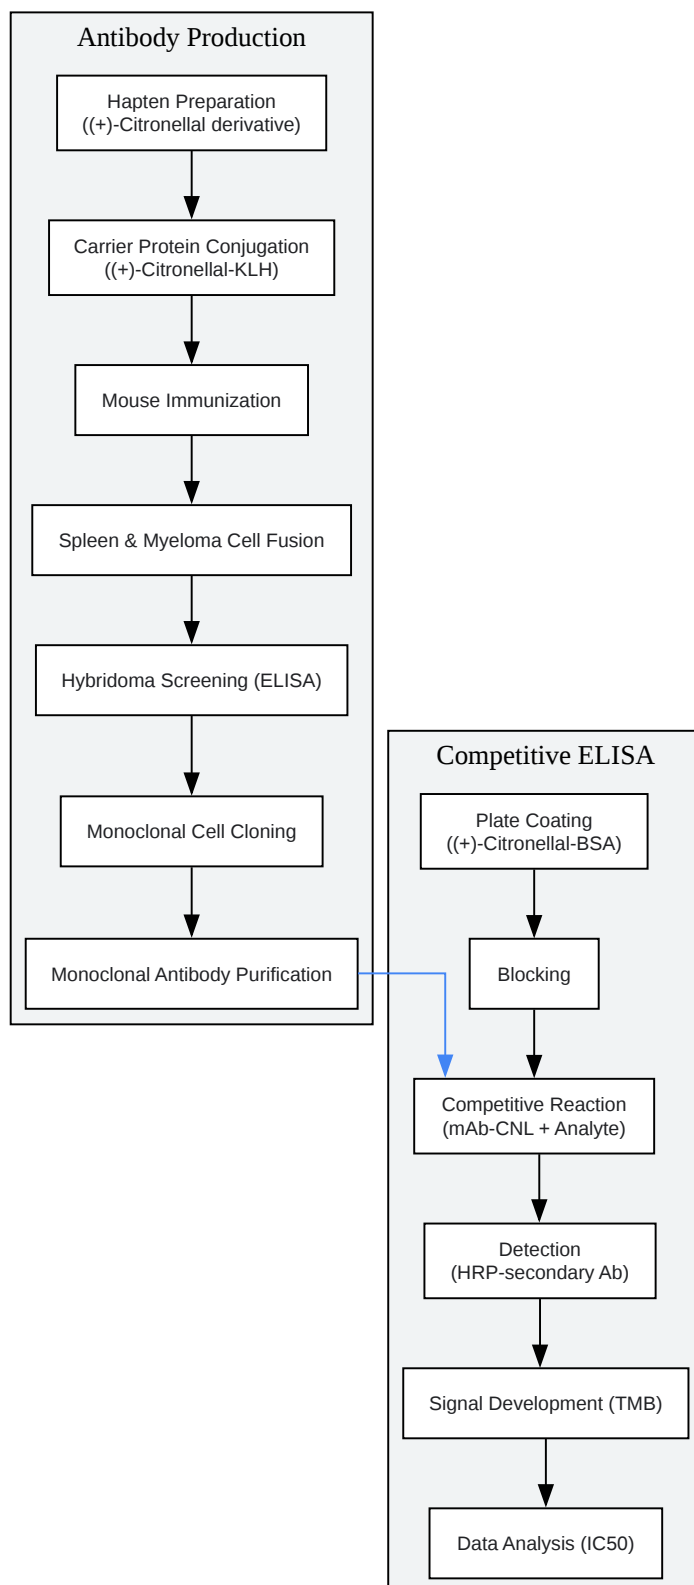 Antibody Production
Hapten Preparation
((+)-Citronellal derivative)
Carrier Protein Conjugation
((+)-Citronellal-KLH)
Mouse Immunization
Spleen & Myeloma Cell Fusion
Hybridoma Screening (ELISA)
Monoclonal Cell Cloning
Monoclonal Antibody Purification
Competitive ELISA
Plate Coating
((+)-Citronellal-BSA)
Blocking
Competitive Reaction
(mAb-CNL + Analyte)
Detection
(HRP-secondary Ab)
Signal Development (TMB)
Data Analysis (IC50)